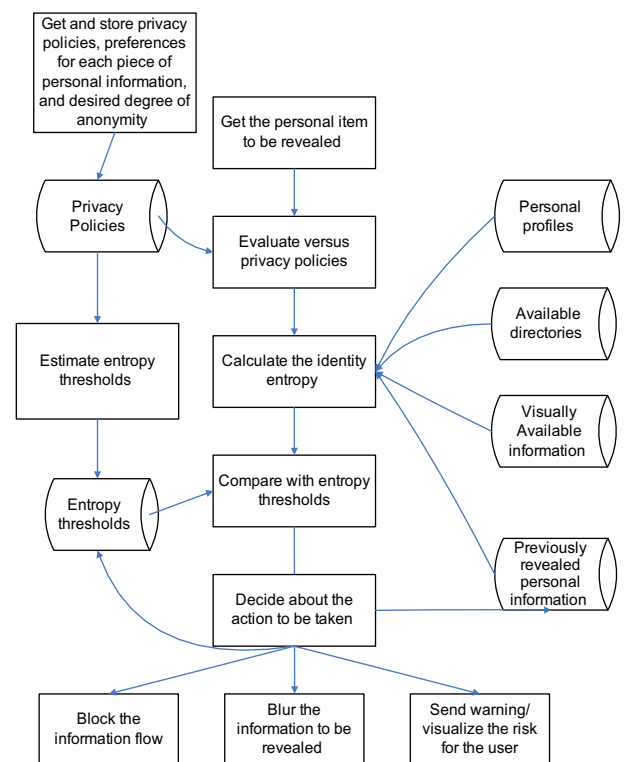 Get and store privacy
policies, preferences
for each piece of
personal information,
and desired degree of
anonymity
Get the personal item
to be revealed
Privacy
Policies
Evaluate versus
privacy policies
Personal
profiles
Estimate entropy
thresholds
Calculate the identity
entropy
Available
directories
Visually
Available
information
Entropy
thresholds
Compare with entropy
thresholds
Previously
revealed
personal
information
Decide about the
action to be taken
Block the
information flow
Blur the
information to be
revealed
Send warning/
visualize the risk
for the user